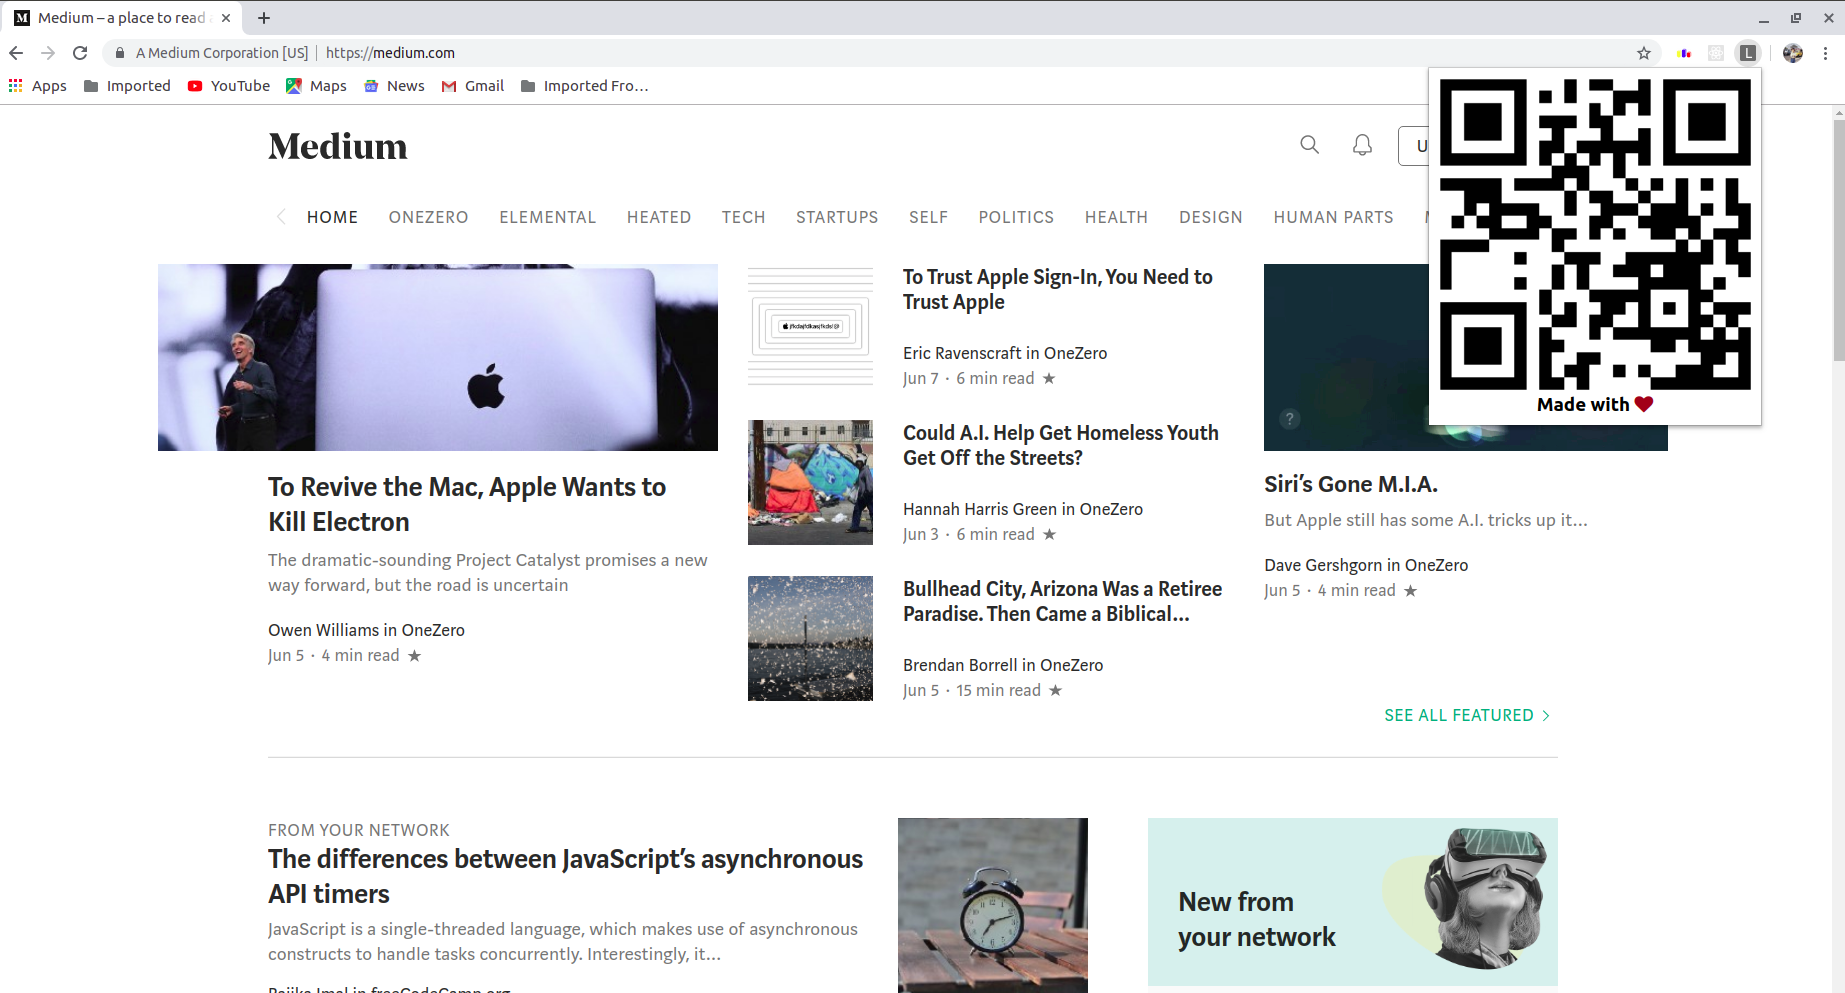 Medium – a place to read
A Medium Corporation [US] | https://medium.com
Apps Imported YouTube Maps News Gmail Imported Fro…
Medium
U
HOME ONEZERO ELEMENTAL HEATED TECH STARTUPS SELF POLITICS HEALTH DESIGN HUMAN PARTS
Made with ❤
To Revive the Mac, Apple Wants to
Kill Electron
The dramatic-sounding Project Catalyst promises a new
way forward, but the road is uncertain
Owen Williams in OneZero
Jun 5 · 4 min read ★
To Trust Apple Sign-In, You Need to
Trust Apple
Eric Ravenscraft in OneZero
Jun 7 · 6 min read ★
Could A.I. Help Get Homeless Youth
Get Off the Streets?
Hannah Harris Green in OneZero
Jun 3 · 6 min read ★
Bullhead City, Arizona Was a Retiree
Paradise. Then Came a Biblical…
Brendan Borrell in OneZero
Jun 5 · 15 min read ★
?
Siri’s Gone M.I.A.
But Apple still has some A.I. tricks up it…
Dave Gershgorn in OneZero
Jun 5 · 4 min read ★
SEE ALL FEATURED
FROM YOUR NETWORK
The differences between JavaScript’s asynchronous
API timers
JavaScript is a single-threaded language, which makes use of asynchronous
constructs to handle tasks concurrently. Interestingly, it…
in freeCodeCamp.org
New from
your network